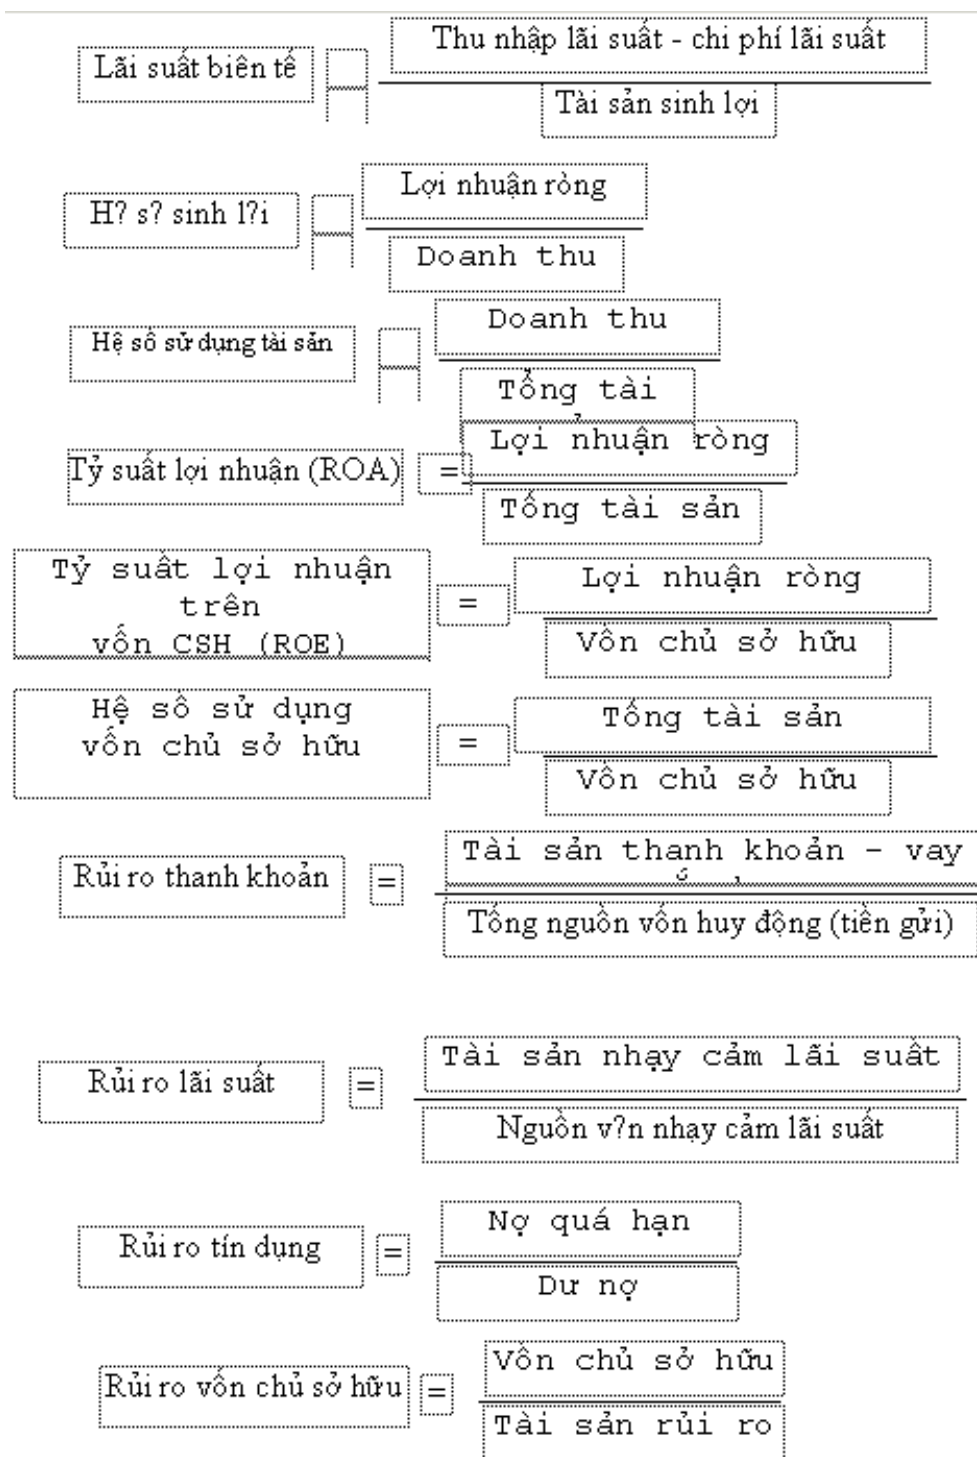 Thu nhập lãi suất - chi phí lãi suất
Lãi suất biên tế
Tài sản sinh lợi
Lợi nhuận ròng
H? s? sinh l?i
Doanh thu
Doanh thu
Hệ số sử dụng tài sản
Tổng tài
Lợi nhuận ròng
Tỷ suất lợi nhuận (ROA) =
Tổng tài sản
Tỷ suất lợi nhuận
trên
vốn CSH (ROE)
=
Lợi nhuận ròng
Vốn chủ sở hữu
Hệ số sử dụng
vốn chủ sở hữu
=
Tổng tài sản
Vốn chủ sở hữu
Tài sản thanh khoản - vay
Rủi ro thanh khoản =
Tổng nguồn vốn huy động (tiền gửi)
Tài sản nhạy cảm lãi suất
Rủi ro lãi suất =
Nguồn v?n nhạy cảm lãi suất
Nợ quá hạn
Rủi ro tín dụng =
Dư nợ
Vốn chủ sở hữu
Rủi ro vốn chủ sở hữu =
Tài sản rủi ro